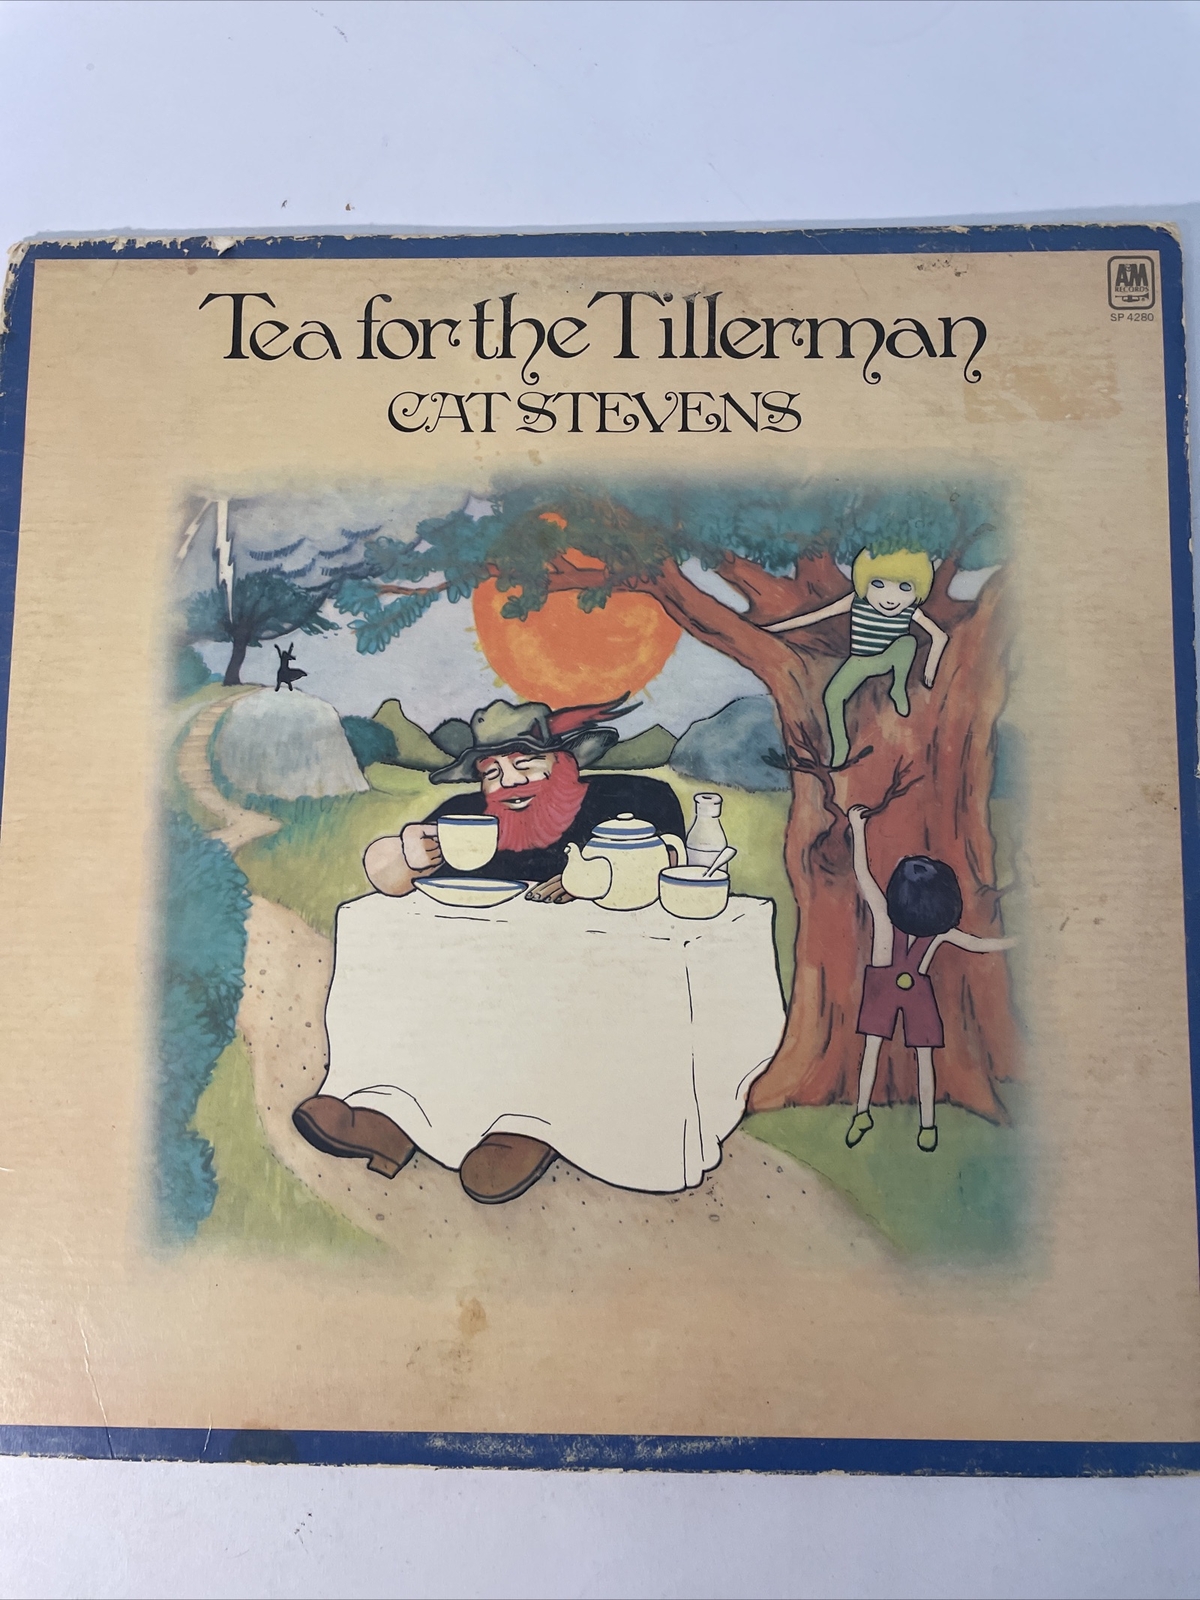 A&M
RECORDS
SP 4280
Tea for the Tillerman
CAT STEVENS